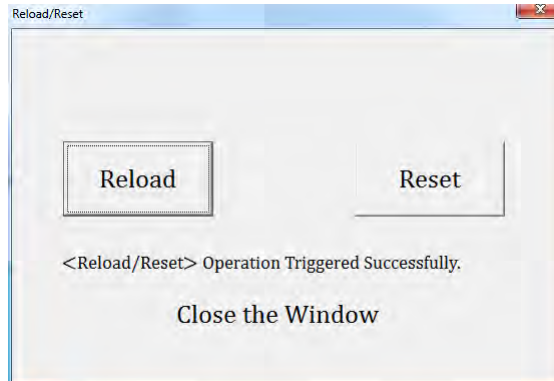 Reload/Reset
Reload
Reset
<Reload/Reset> Operation Triggered Successfully.
Close the Window